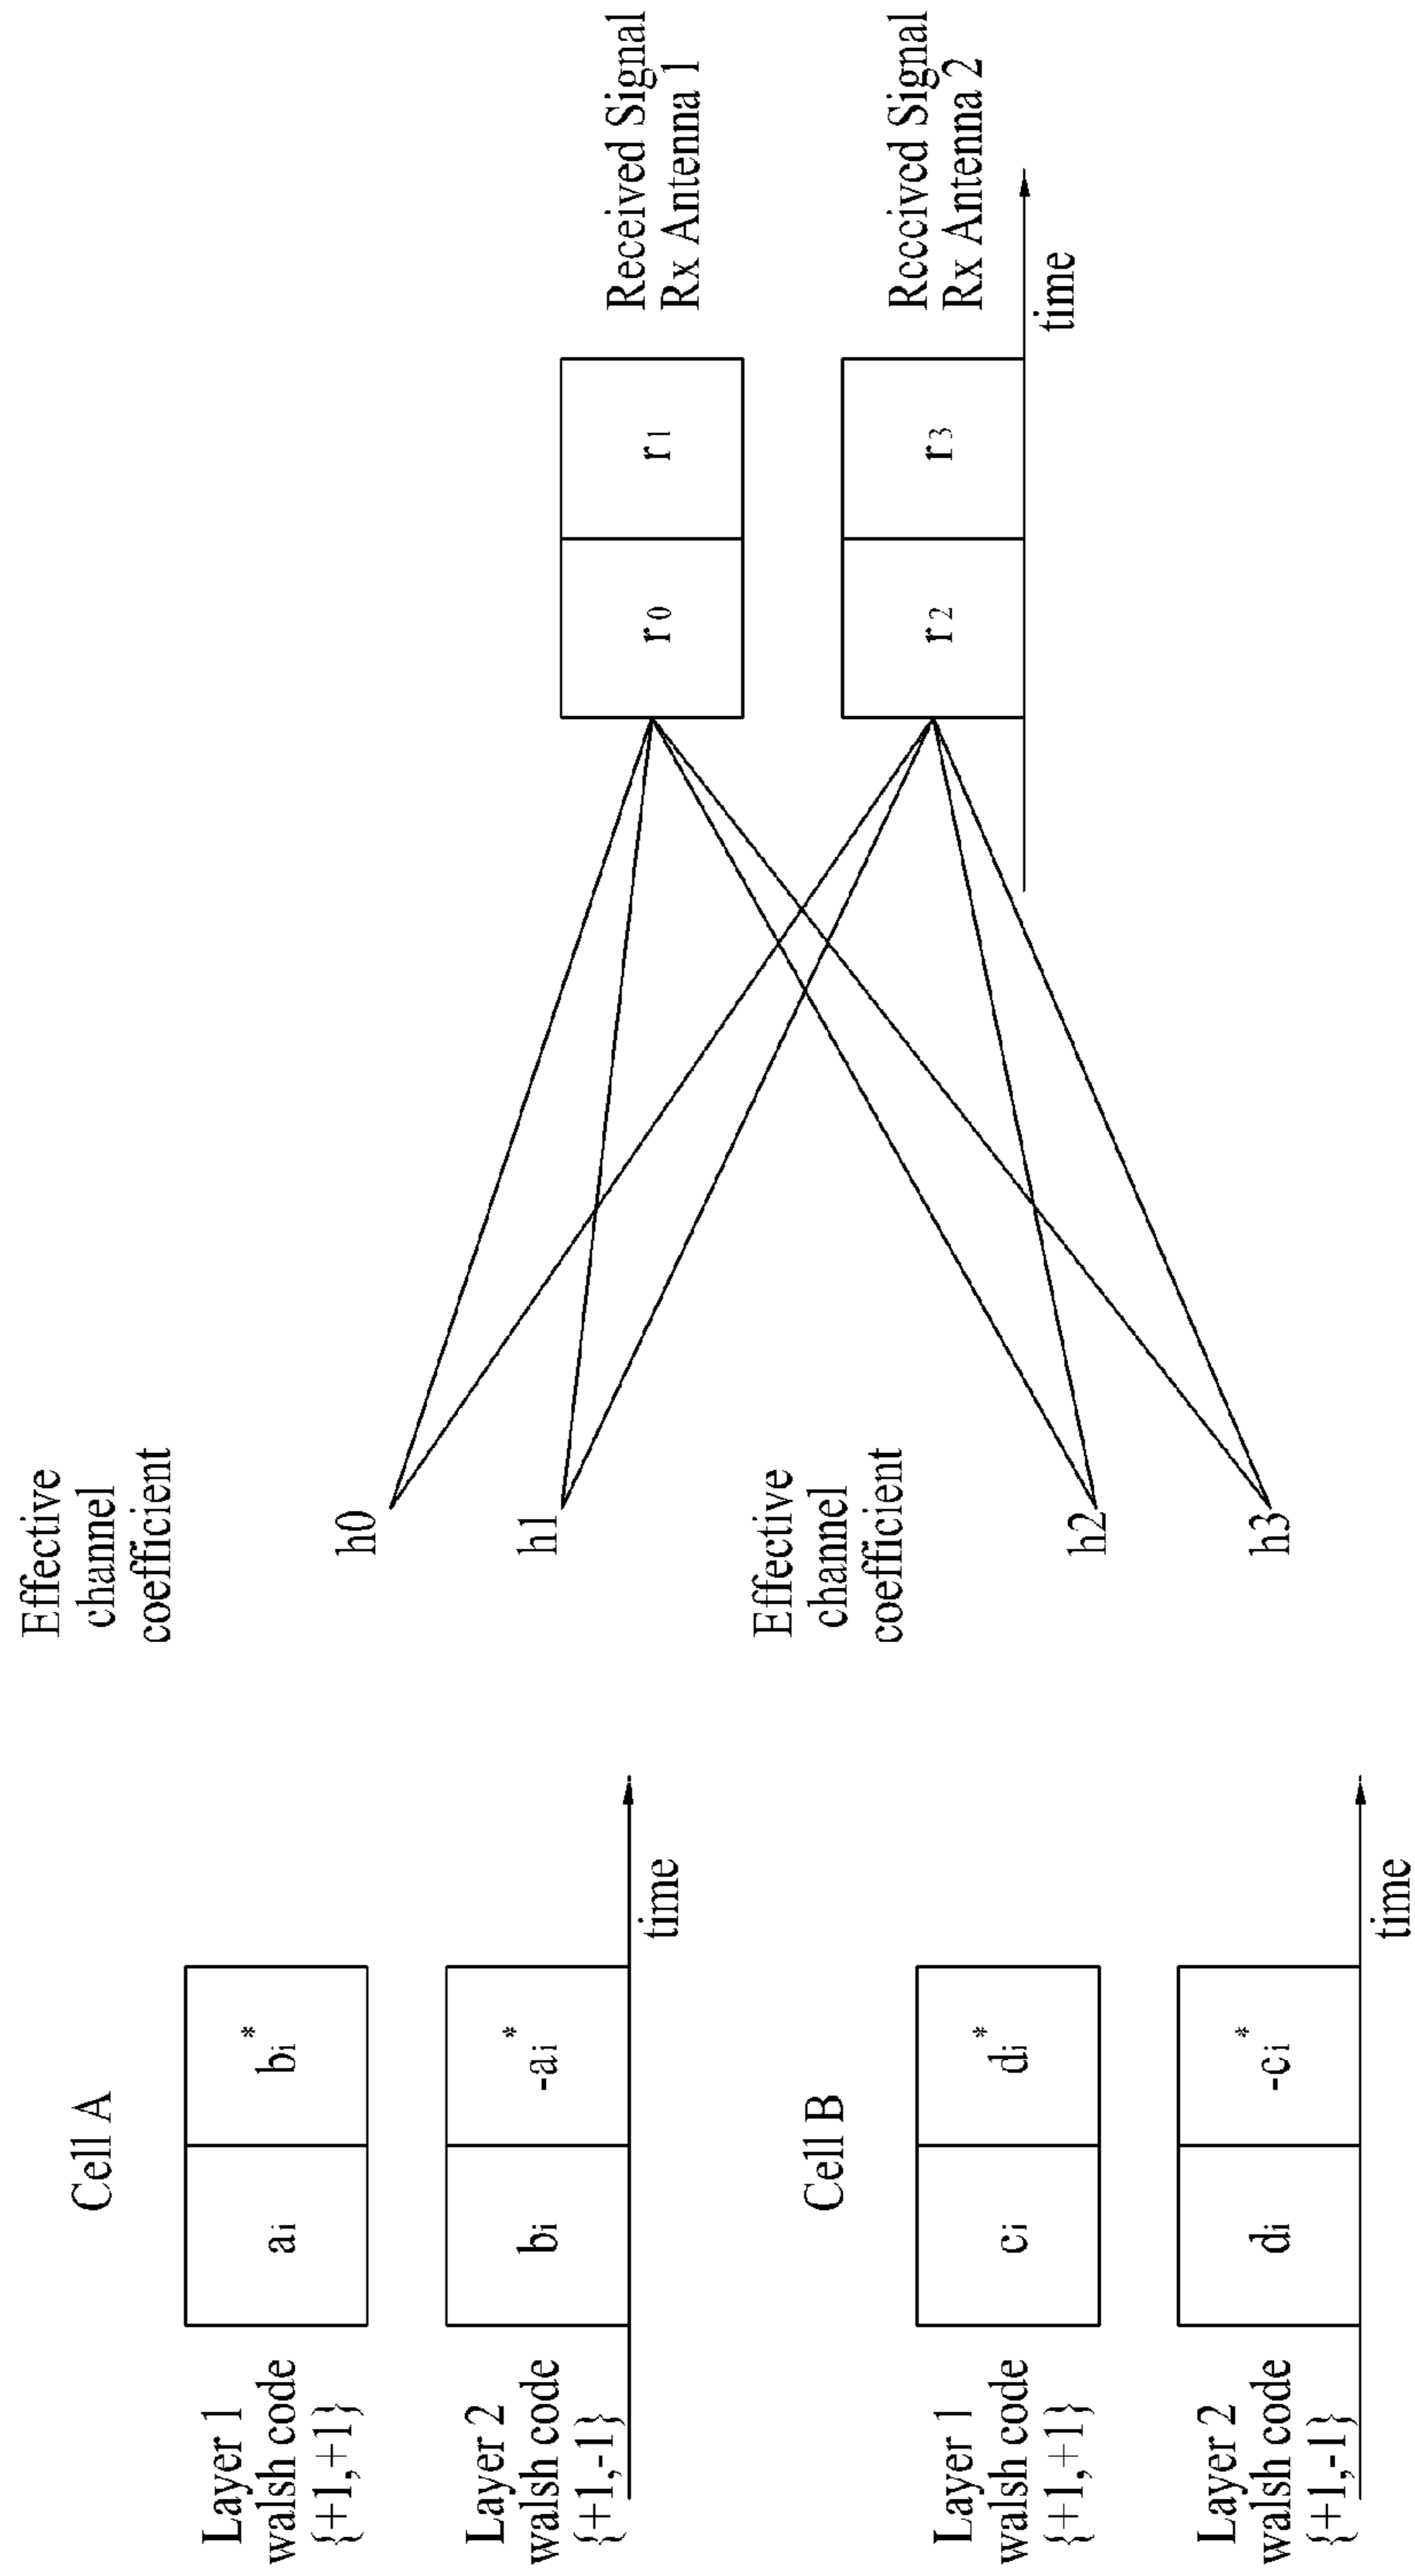 Cell A
Layer 1
walsh code
{+1,+1}
ai
bi*
Layer 2
walsh code
{+1,-1}
bi
-ai*
time
Effective
channel
coefficient
h0
h1
Cell B
Layer 1
walsh code
{+1,+1}
ci
di*
Layer 2
walsh code
{+1,-1}
di
-ci*
time
Effective
channel
coefficient
h2
h3
r0
r1
Received Signal
Rx Antenna 1
r2
r3
Received Signal
Rx Antenna 2
time